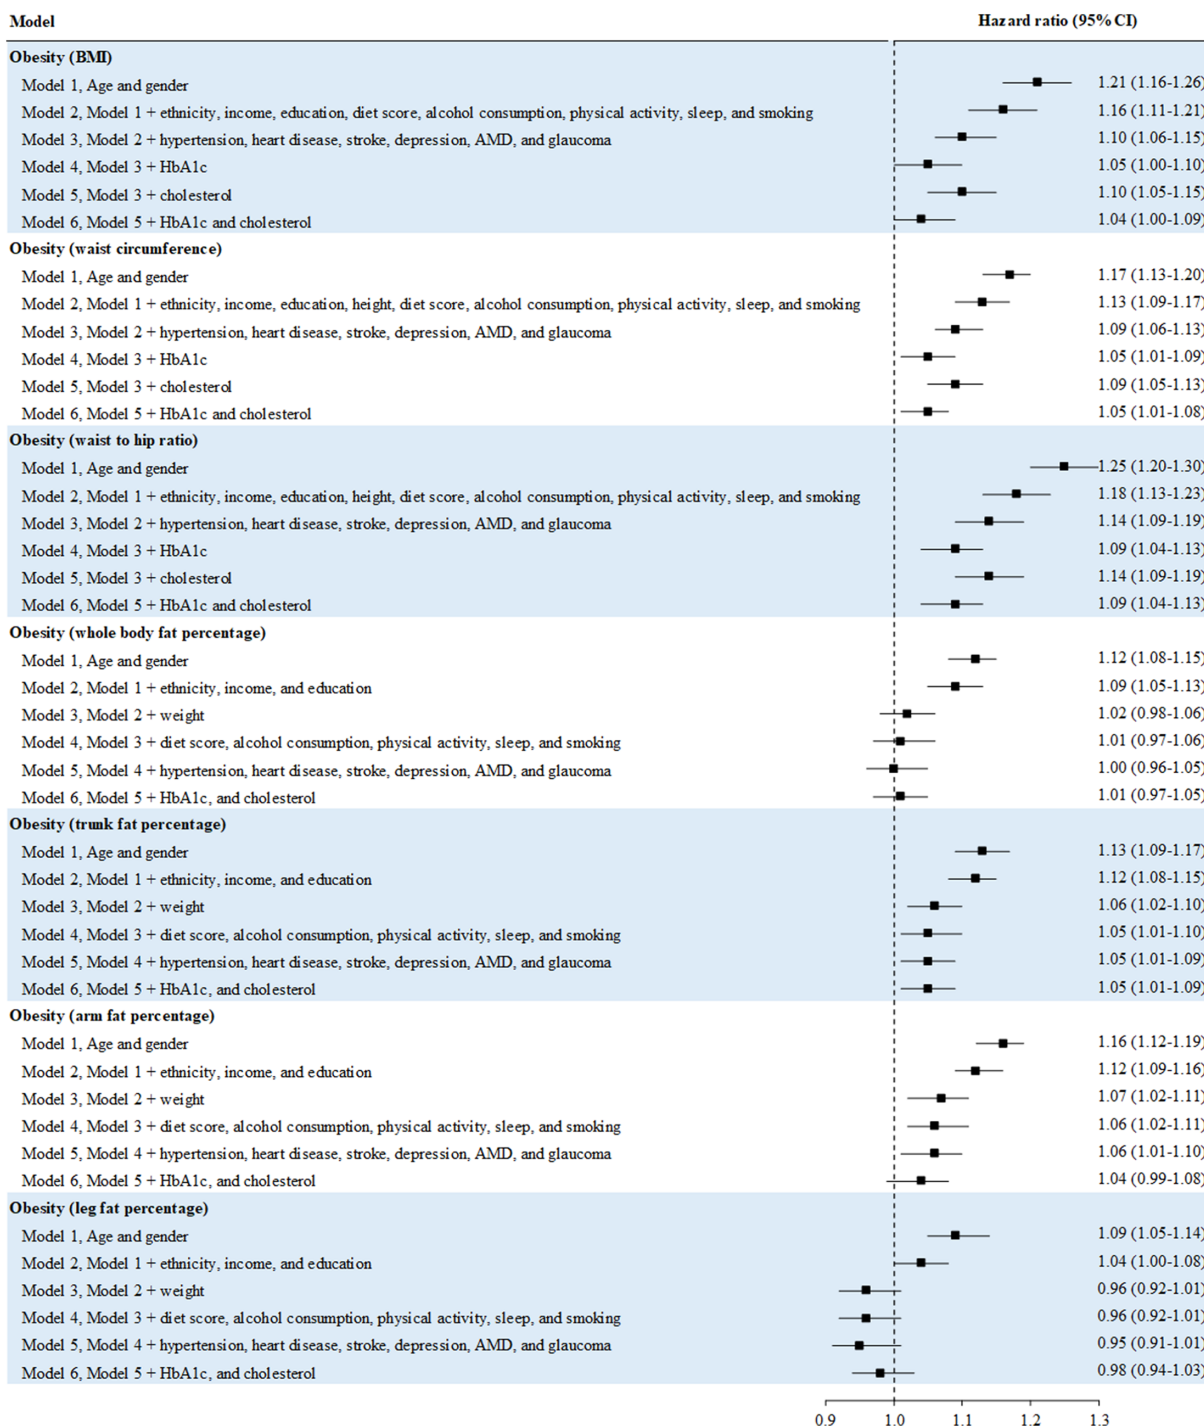 Model Hazard ratio (95% CI)
Obesity (BMI)
Model 1, Age and gender 1.21 (1.16-1.26)
Model 2, Model 1 + ethnicity, income, education, diet score, alcohol consumption, physical activity, sleep, and smoking 1.16 (1.11-1.21)
Model 3, Model 2 + hypertension, heart disease, stroke, depression, AMD, and glaucoma 1.10 (1.06-1.15)
Model 4, Model 3 + HbA1c 1.05 (1.00-1.10)
Model 5, Model 3 + cholesterol 1.10 (1.05-1.15)
Model 6, Model 5 + HbA1c and cholesterol 1.04 (1.00-1.09)
Obesity (waist circumference)
Model 1, Age and gender 1.17 (1.13-1.20)
Model 2, Model 1 + ethnicity, income, education, height, diet score, alcohol consumption, physical activity, sleep, and smoking 1.13 (1.09-1.17)
Model 3, Model 2 + hypertension, heart disease, stroke, depression, AMD, and glaucoma 1.09 (1.06-1.13)
Model 4, Model 3 + HbA1c 1.05 (1.01-1.09)
Model 5, Model 3 + cholesterol 1.09 (1.05-1.13)
Model 6, Model 5 + HbA1c and cholesterol 1.05 (1.01-1.08)
Obesity (waist to hip ratio)
Model 1, Age and gender 1.25 (1.20-1.30)
Model 2, Model 1 + ethnicity, income, education, height, diet score, alcohol consumption, physical activity, sleep, and smoking 1.18 (1.13-1.23)
Model 3, Model 2 + hypertension, heart disease, stroke, depression, AMD, and glaucoma 1.14 (1.09-1.19)
Model 4, Model 3 + HbA1c 1.09 (1.04-1.13)
Model 5, Model 3 + cholesterol 1.14 (1.09-1.19)
Model 6, Model 5 + HbA1c and cholesterol 1.09 (1.04-1.13)
Obesity (whole body fat percentage)
Model 1, Age and gender 1.12 (1.08-1.15)
Model 2, Model 1 + ethnicity, income, and education 1.09 (1.05-1.13)
Model 3, Model 2 + weight 1.02 (0.98-1.06)
Model 4, Model 3 + diet score, alcohol consumption, physical activity, sleep, and smoking 1.01 (0.97-1.06)
Model 5, Model 4 + hypertension, heart disease, stroke, depression, AMD, and glaucoma 1.00 (0.96-1.05)
Model 6, Model 5 + HbA1c, and cholesterol 1.01 (0.97-1.05)
Obesity (trunk fat percentage)
Model 1, Age and gender 1.13 (1.09-1.17)
Model 2, Model 1 + ethnicity, income, and education 1.12 (1.08-1.15)
Model 3, Model 2 + weight 1.06 (1.02-1.10)
Model 4, Model 3 + diet score, alcohol consumption, physical activity, sleep, and smoking 1.05 (1.01-1.10)
Model 5, Model 4 + hypertension, heart disease, stroke, depression, AMD, and glaucoma 1.05 (1.01-1.09)
Model 6, Model 5 + HbA1c, and cholesterol 1.05 (1.01-1.09)
Obesity (arm fat percentage)
Model 1, Age and gender 1.16 (1.12-1.19)
Model 2, Model 1 + ethnicity, income, and education 1.12 (1.09-1.16)
Model 3, Model 2 + weight 1.07 (1.02-1.11)
Model 4, Model 3 + diet score, alcohol consumption, physical activity, sleep, and smoking 1.06 (1.02-1.11)
Model 5, Model 4 + hypertension, heart disease, stroke, depression, AMD, and glaucoma 1.06 (1.01-1.10)
Model 6, Model 5 + HbA1c, and cholesterol 1.04 (0.99-1.08)
Obesity (leg fat percentage)
Model 1, Age and gender 1.09 (1.05-1.14)
Model 2, Model 1 + ethnicity, income, and education 1.04 (1.00-1.08)
Model 3, Model 2 + weight 0.96 (0.92-1.01)
Model 4, Model 3 + diet score, alcohol consumption, physical activity, sleep, and smoking 0.96 (0.92-1.01)
Model 5, Model 4 + hypertension, heart disease, stroke, depression, AMD, and glaucoma 0.95 (0.91-1.01)
Model 6, Model 5 + HbA1c, and cholesterol 0.98 (0.94-1.03)
0.9 1.0 1.1 1.2 1.3